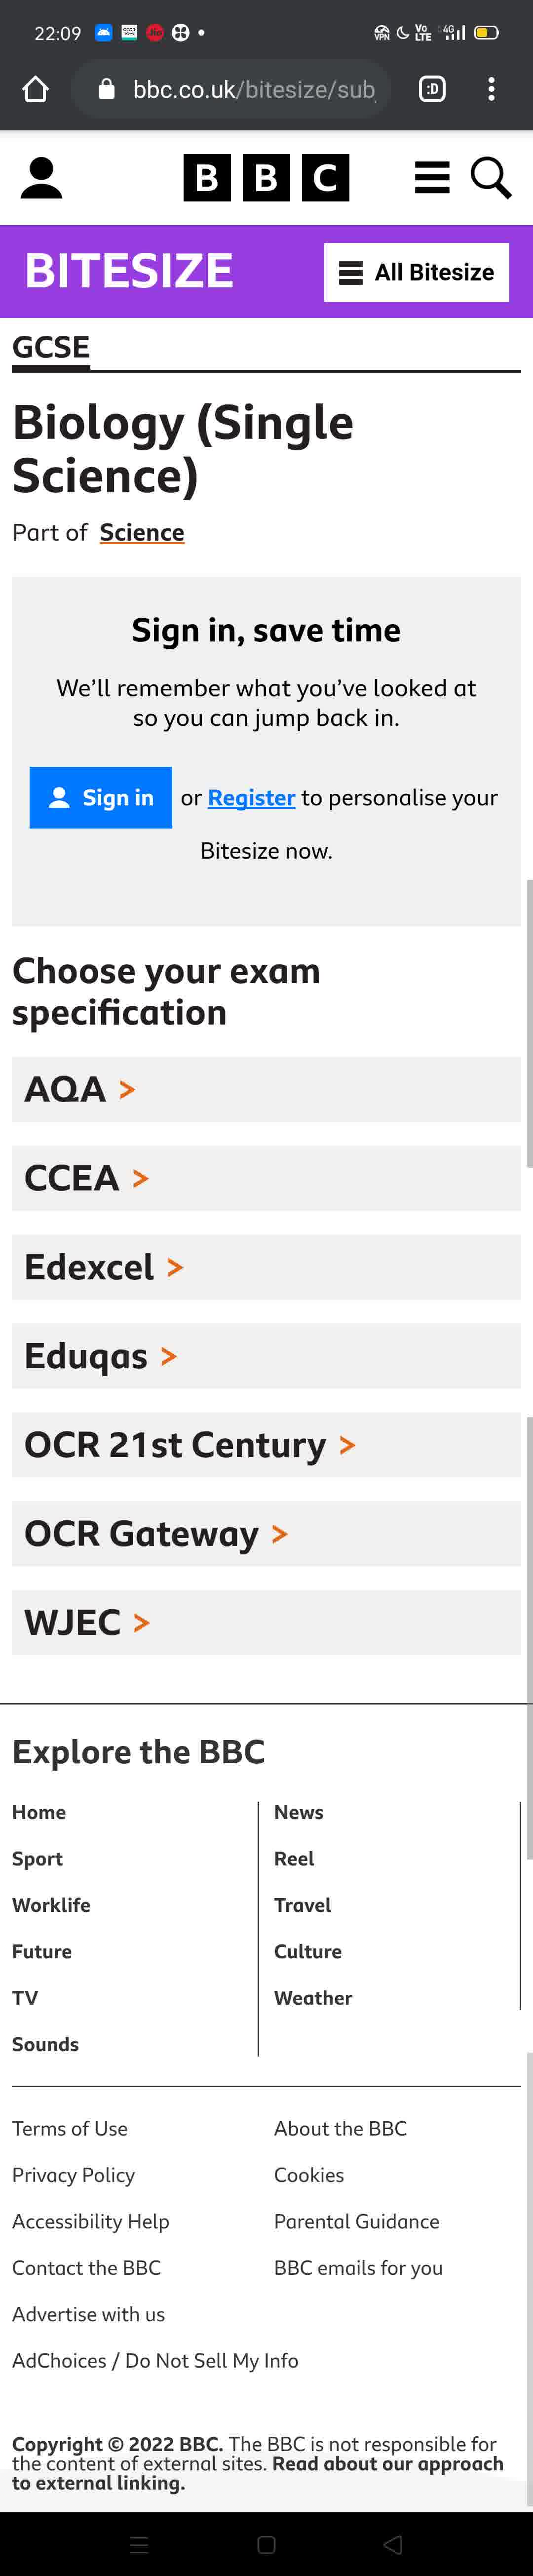 22:09
VPN Vo LTE 4G
bbc.co.uk/bitesize/sub
:D
BBC
BITESIZE
All Bitesize
GCSE
Biology (Single
Science)
Part of Science
Sign in, save time
We’ll remember what you’ve looked at
so you can jump back in.
Sign in or Register to personalise your
Bitesize now.
Choose your exam
specification
AQA >
CCEA >
Edexcel >
Eduqas >
OCR 21st Century >
OCR Gateway >
WJEC >
Explore the BBC
Home
News
Sport
Reel
Worklife
Travel
Future
Culture
TV
Weather
Sounds
Terms of Use
About the BBC
Privacy Policy
Cookies
Accessibility Help
Parental Guidance
Contact the BBC
BBC emails for you
Advertise with us
AdChoices / Do Not Sell My Info
Copyright © 2022 BBC. The BBC is not responsible for
the content of external sites. Read about our approach
to external linking.